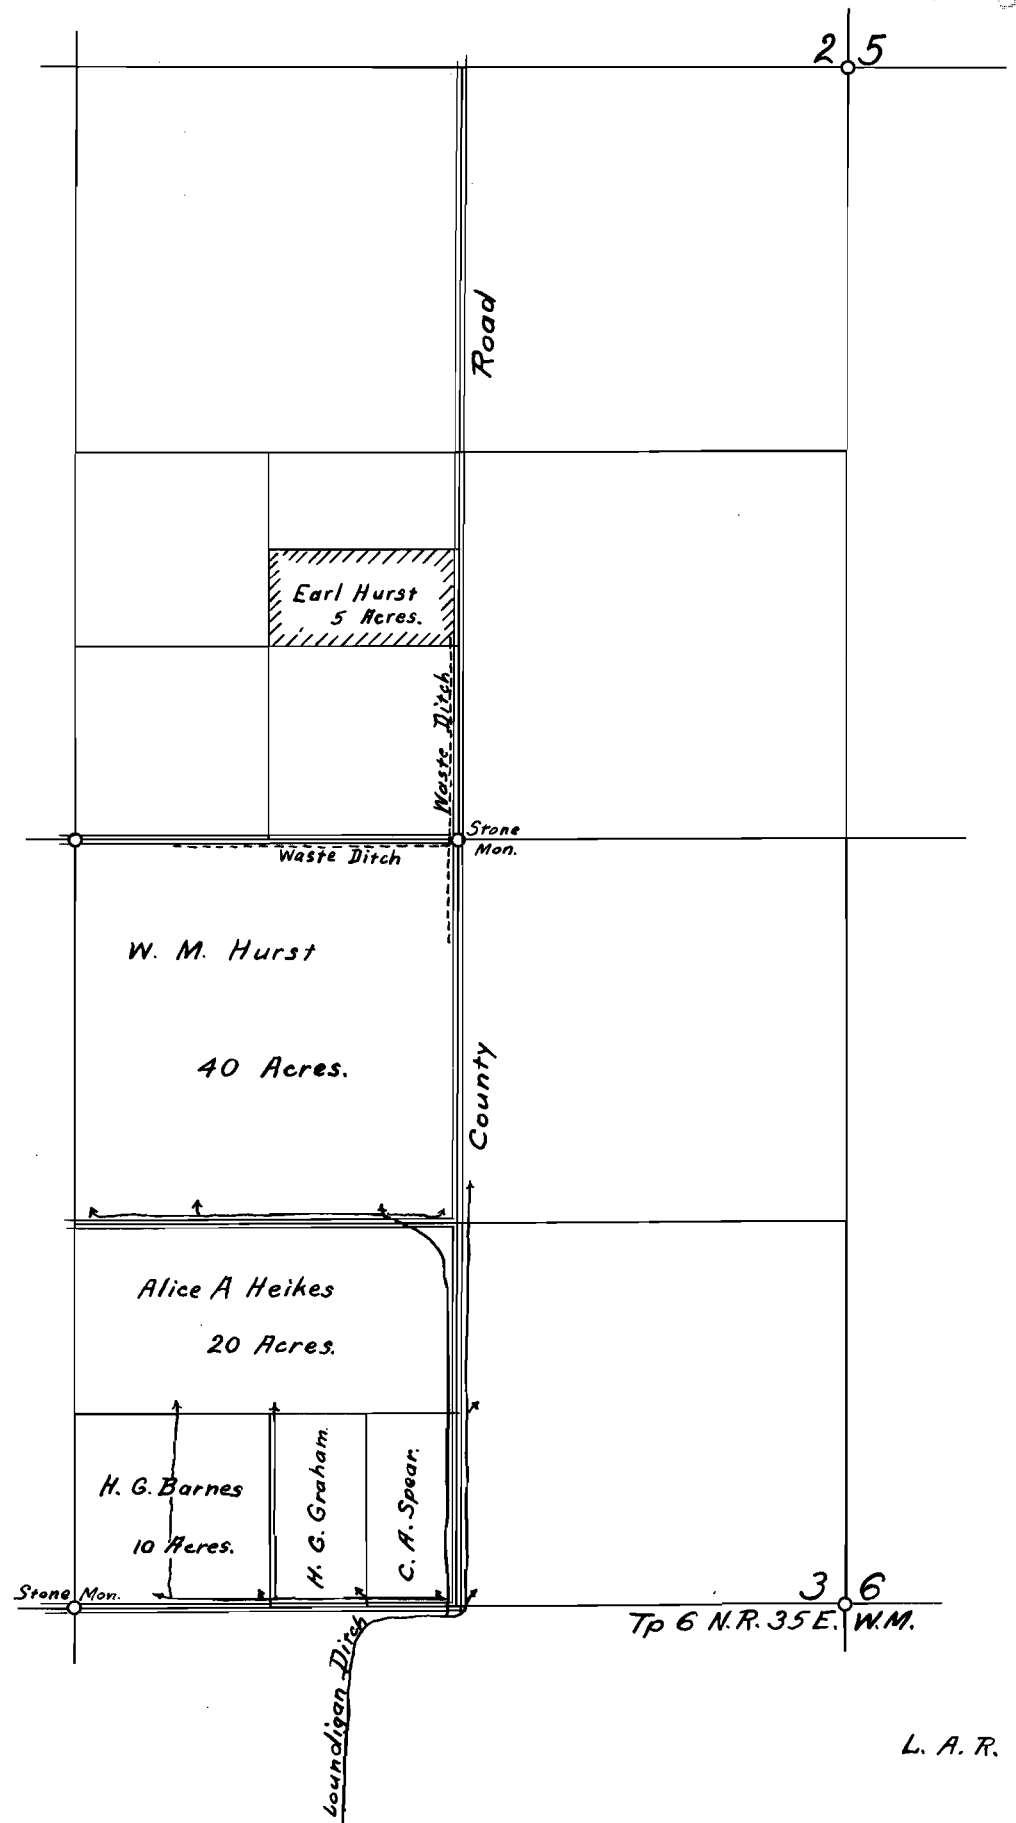 2 5
Road
Earl Hurst
5 Acres.
Waste Ditch
Stone
Mon.
Waste Ditch
W. M. Hurst
40 Acres.
County
Alice A Heikes
20 Acres.
H. G. Barnes
10 Acres.
H. G. Graham.
C. A. Spear.
Stone Mon.
3 6
Tp 6 N.R. 35 E. W.M.
Loundigan Ditch
L. A. R.